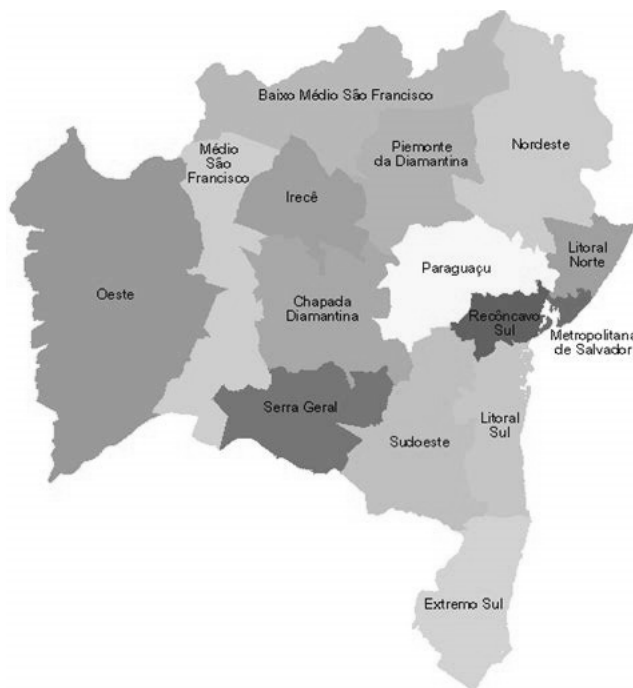 Baixo Médio São Francisco
Médio
São
Francisco
Piemonte
da Diamantina
Nordeste
Irecê
Litoral
Norte
Paraguaçu
Oeste
Chapada
Diamantina
Recôncavo
Sul
Metropolitana
de Salvador
Serra Geral
Litoral
Sul
Sudoeste
Extremo Sul